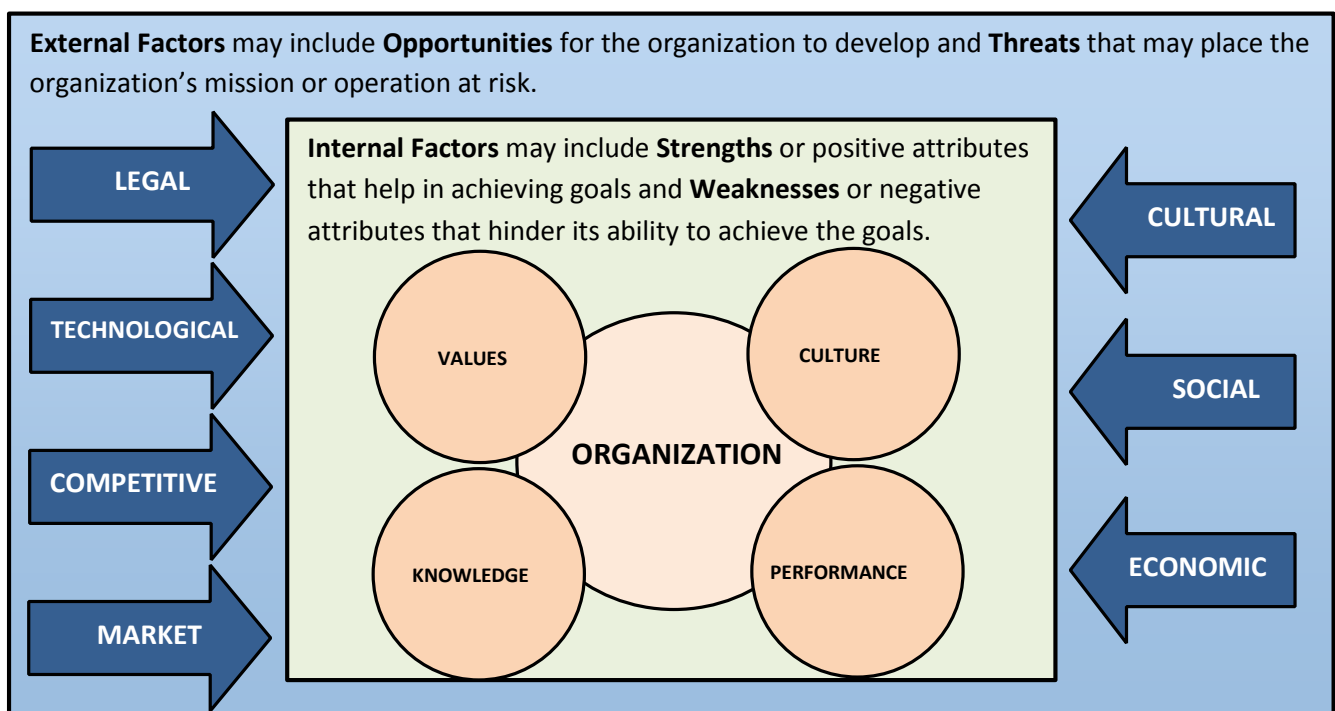 External Factors may include Opportunities for the organization to develop and Threats that may place the
organization’s mission or operation at risk.
Internal Factors may include Strengths or positive attributes
that help in achieving goals and Weaknesses or negative
attributes that hinder its ability to achieve the goals.
LEGAL
TECHNOLOGICAL
COMPETITIVE
MARKET
VALUES
CULTURE
ORGANIZATION
KNOWLEDGE
PERFORMANCE
CULTURAL
SOCIAL
ECONOMIC